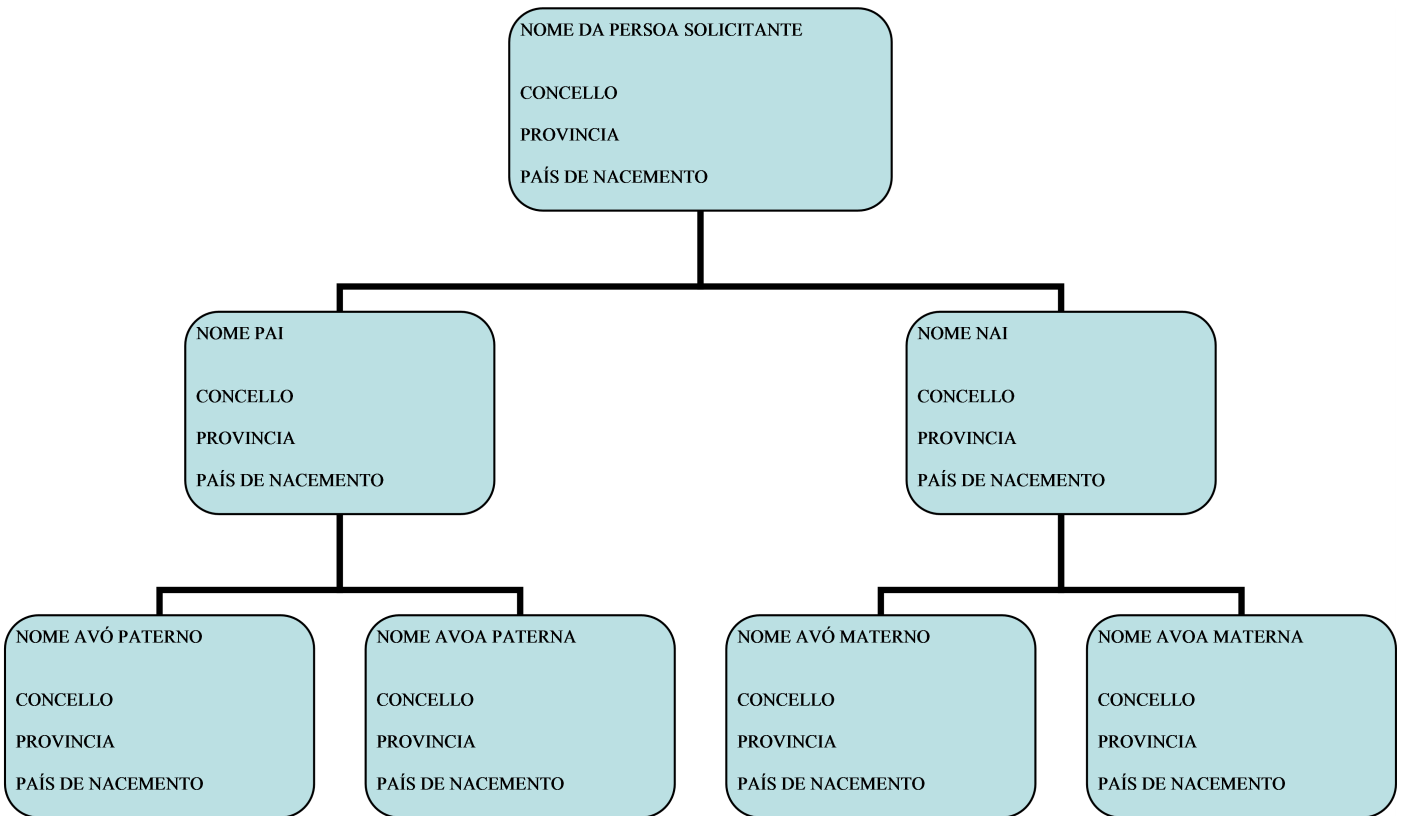 NOME DA PERSOA SOLICITANTE
CONCELLO
PROVINCIA
PAÍS DE NACEMENTO
NOME PAI
CONCELLO
PROVINCIA
PAÍS DE NACEMENTO
NOME NAI
CONCELLO
PROVINCIA
PAÍS DE NACEMENTO
NOME AVÓ PATERNO
CONCELLO
PROVINCIA
PAÍS DE NACEMENTO
NOME AVOA PATERNA
CONCELLO
PROVINCIA
PAÍS DE NACEMENTO
NOME AVÓ MATERNO
CONCELLO
PROVINCIA
PAÍS DE NACEMENTO
NOME AVOA MATERNA
CONCELLO
PROVINCIA
PAÍS DE NACEMENTO